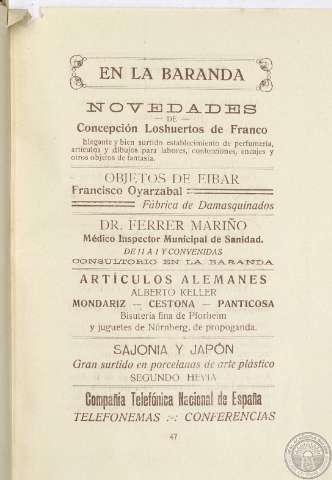 EN LA BARANDA
NOVEDADES
— DE —
Concepción Loshuertos de Franco
Elegante y bien surtido establecimiento de perfumería,
artículos y dibujos para labores, confecciones, encajes y
otros objetos de fantasía.
OBJETOS DE EIBAR
Francisco Oyarzabal
Fábrica de Damasquinados
DR. FERRER MARIÑO
Médico Inspector Municipal de Sanidad.
DE 11 A 1 Y CONVENIDAS
CONSULTORIO EN LA BARANDA
ARTÍCULOS ALEMANES
ALBERTO KELLER
MONDARIZ — CESTONA — PANTICOSA
Bisutería fina de Pforheim
y juguetes de Nürnberg, de propoganda.
SAJONIA Y JAPÓN
Gran surtido en porcelanas de arte plástico
SEGUNDO HEVIA
Compañía Telefónica Nacional de España
TELEFONEMAS :-: CONFERENCIAS
47